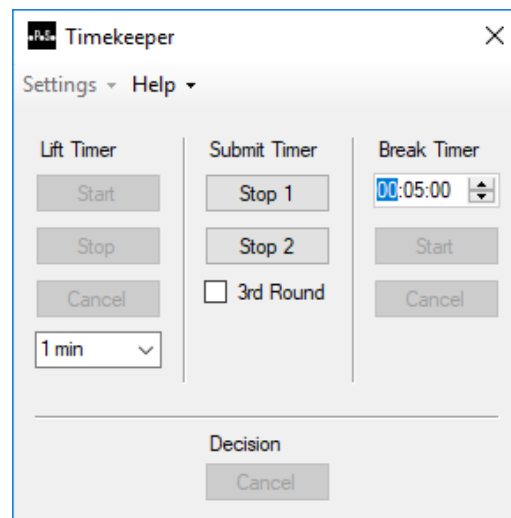 •P•S• Timekeeper
Settings Help
Lift Timer Submit Timer Break Timer
Start Stop 1 00:05:00
Stop Stop 2 Start
Cancel 3rd Round Cancel
1 min
Decision
Cancel